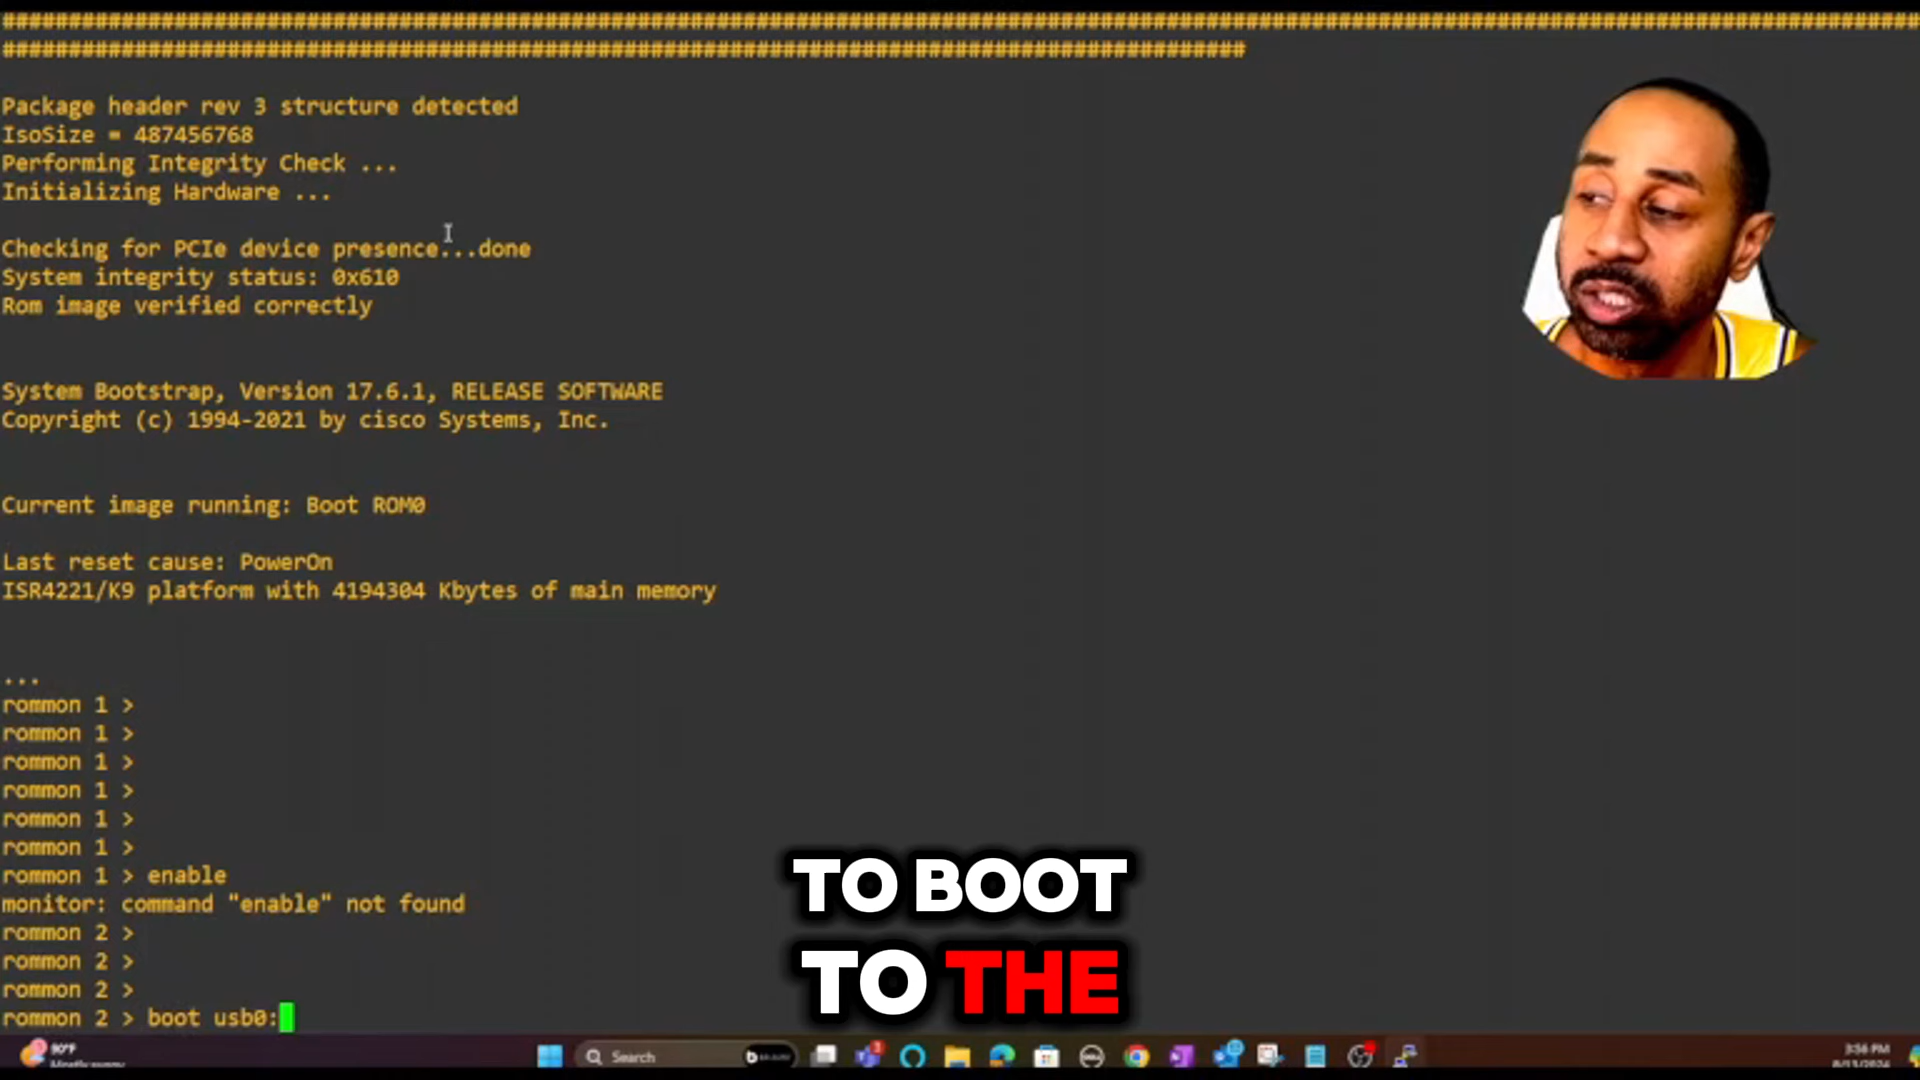 ################################################################################################################################################
##############################################################################################
Package header rev 3 structure detected
IsoSize = 487456768
Performing Integrity Check ...
Initializing Hardware ...
Checking for PCIe device presence...done
System integrity status: 0x610
Rom image verified correctly
System Bootstrap, Version 17.6.1, RELEASE SOFTWARE
Copyright (c) 1994-2021 by cisco Systems, Inc.
Current image running: Boot ROM0
Last reset cause: PowerOn
ISR4221/K9 platform with 4194304 Kbytes of main memory
...
rommon 1 >
rommon 1 >
rommon 1 >
rommon 1 >
rommon 1 >
rommon 1 >
rommon 1 > enable
monitor: command "enable" not found
rommon 2 >
rommon 2 >
rommon 2 >
rommon 2 > boot usb0:
TO BOOT
TO THE
90°F
Search
3:56 PM